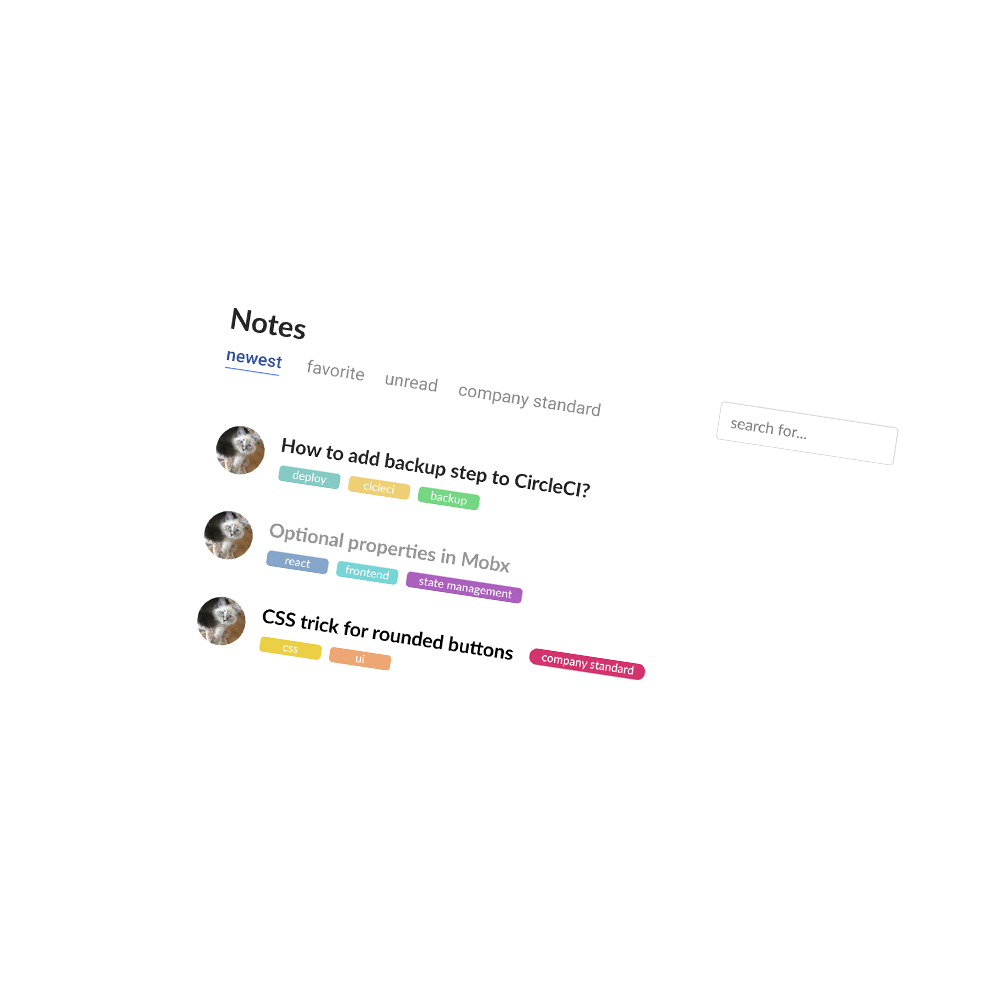 Notes
newest favorite unread company standard
search for...
How to add backup step to CircleCI?
deploy cicleci backup
Optional properties in Mobx
react frontend state management
CSS trick for rounded buttons company standard
css ui